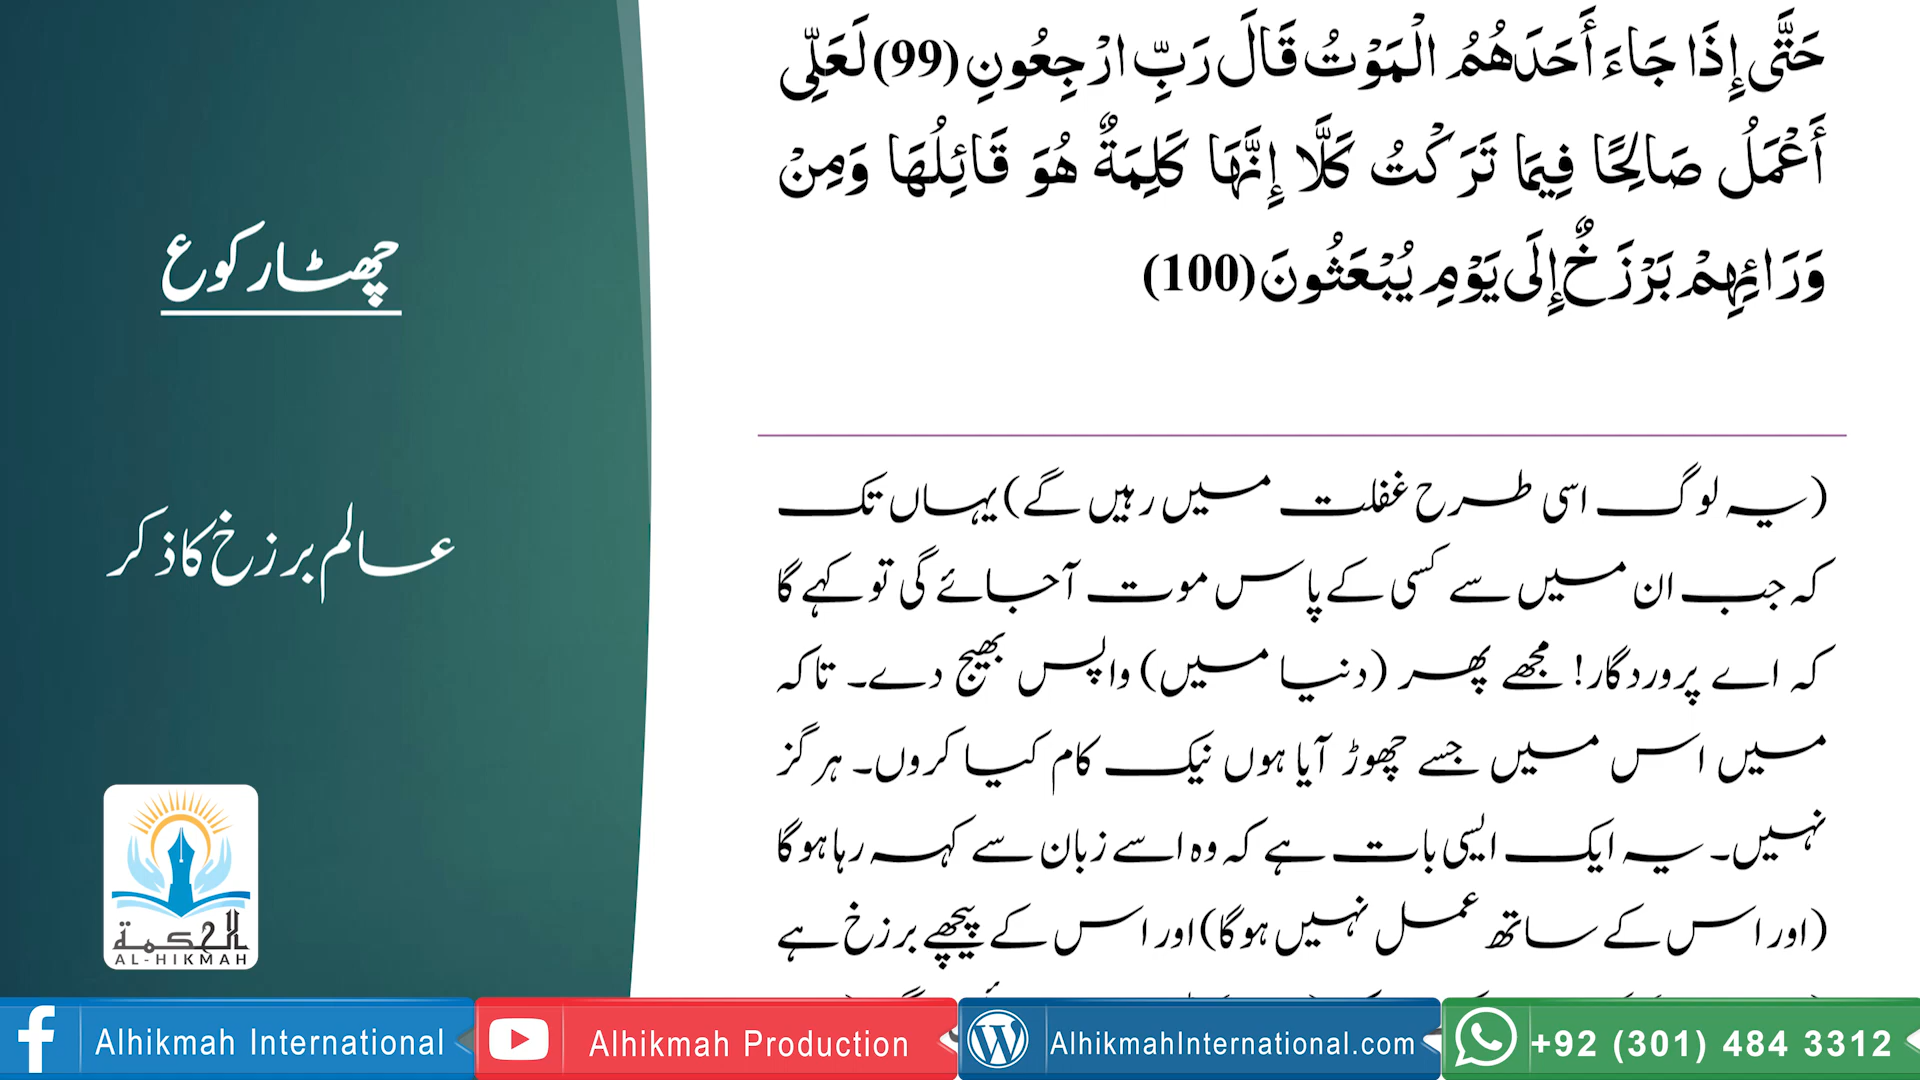 حَتَّى إِذَا جَاءَ أَحَدَهُمُ الْمَوْتُ قَالَ رَبِّ ارْجِعُونِ (99) لَعَلِّي
أَعْمَلُ صَالِحًا فِيمَا تَرَكْتُ كَلَّا إِنَّهَا كَلِمَةٌ هُوَ قَائِلُهَا وَمِنْ
وَرَائِهِمْ بَرْزَخٌ إِلَى يَوْمِ يُبْعَثُونَ (100)
چھٹا رکوع
عالم برزخ کا ذکر
(یہ لوگ اسی طرح غفلت میں رہیں گے) یہاں تک
کہ جب ان میں سے کسی کے پاس موت آجائے گی تو کہے گا
کہ اے پروردگار! مجھے پھر (دنیا میں) واپس بھیج دے۔ تاکہ
میں اس میں جسے چھوڑ آیا ہوں نیک کام کیا کروں۔ ہرگز
نہیں۔ یہ ایک ایسی بات ہے کہ وہ اسے زبان سے کہہ رہا ہوگا
(اور اس کے ساتھ عمل نہیں ہوگا) اور اس کے پیچھے برزخ ہے
الحكمة
AL-HIKMAH
Alhikmah International
Alhikmah Production
AlhikmahInternational.com
+92 (301) 484 3312